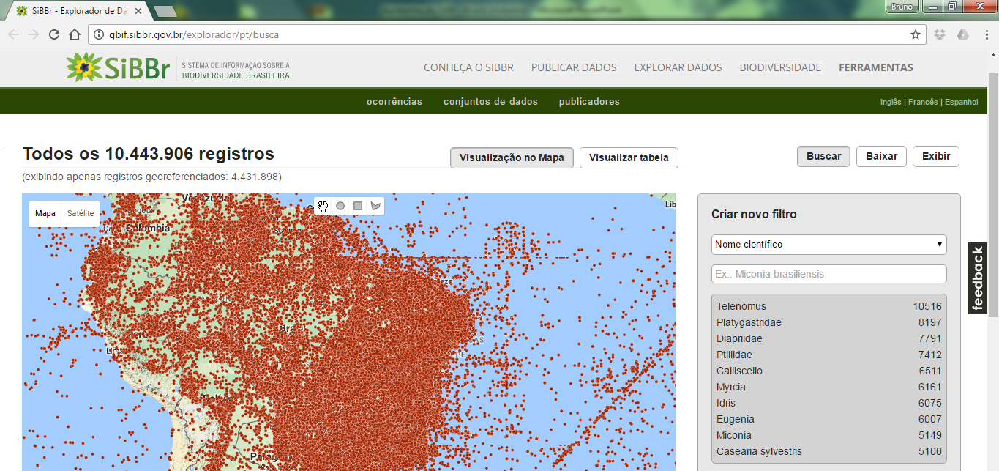 SiBBr - Explorador de Da
Bruno
gbif.sibbr.gov.br/explorador/pt/busca
SiBBr
SISTEMA DE INFORMAÇÃO SOBRE A
BIODIVERSIDADE BRASILEIRA
CONHEÇA O SIBBR PUBLICAR DADOS EXPLORAR DADOS BIODIVERSIDADE FERRAMENTAS
ocorrências conjuntos de dados publicadores
Inglês | Francês | Espanhol
Todos os 10.443.906 registros
(exibindo apenas registros georeferenciados: 4.431.898)
Visualização no Mapa Visualizar tabela
Buscar Baixar Exibir
Mapa Satélite
Venezuela
Colombia
Lib
Lim
Parag
Criar novo filtro
Nome científico
Ex.: Miconia brasiliensis
Telenomus 10516
Platygastridae 8197
Diapriidae 7791
Ptiliidae 7412
Calliscelio 6511
Myrcia 6161
Idris 6075
Eugenia 6007
Miconia 5149
Casearia sylvestris 5100
feedback